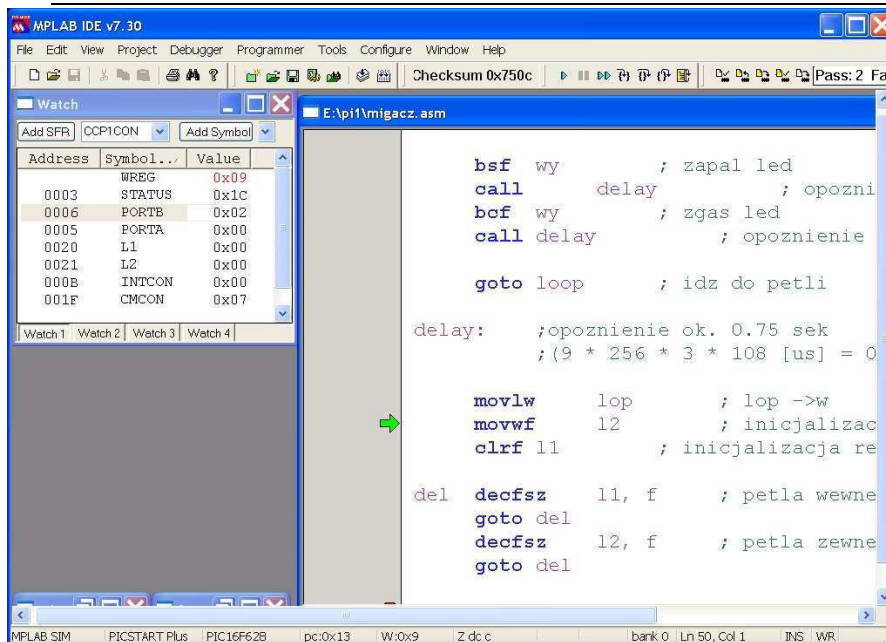 MPLAB IDE v7.30
File Edit View Project Debugger Programmer Tools Configure Window Help
Checksum 0x750c Pass: 2 Fa
Watch
Add SFR CCP1CON Add Symbol
Address Symbol.. Value
WREG 0x09
0003 STATUS 0x1C
0006 PORTB 0x02
0005 PORTA 0x00
0020 L1 0x00
0021 L2 0x00
000B INTCON 0x00
001F CMCON 0x07
Watch 1 Watch 2 Watch 3 Watch 4
E:\pi1\migacz.asm
bsf wy ; zapal led
call delay ; opozni
bcf wy ; zgas led
call delay ; opoznienie
goto loop ; idz do petli
delay: ;opoznienie ok. 0.75 sek
;(9 * 256 * 3 * 108 [us] = 0
movlw lop ; lop ->w
movwf l2 ; inicjalizac
clrf l1 ; inicjalizacja re
del decfsz l1, f ; petla wewne
goto del
decfsz l2, f ; petla zewne
goto del
MPLAB SIM PICSTART Plus PIC16F628 pc:0x13 W:0x9 Z dc c bank 0 Ln 50, Col 1 INS WR